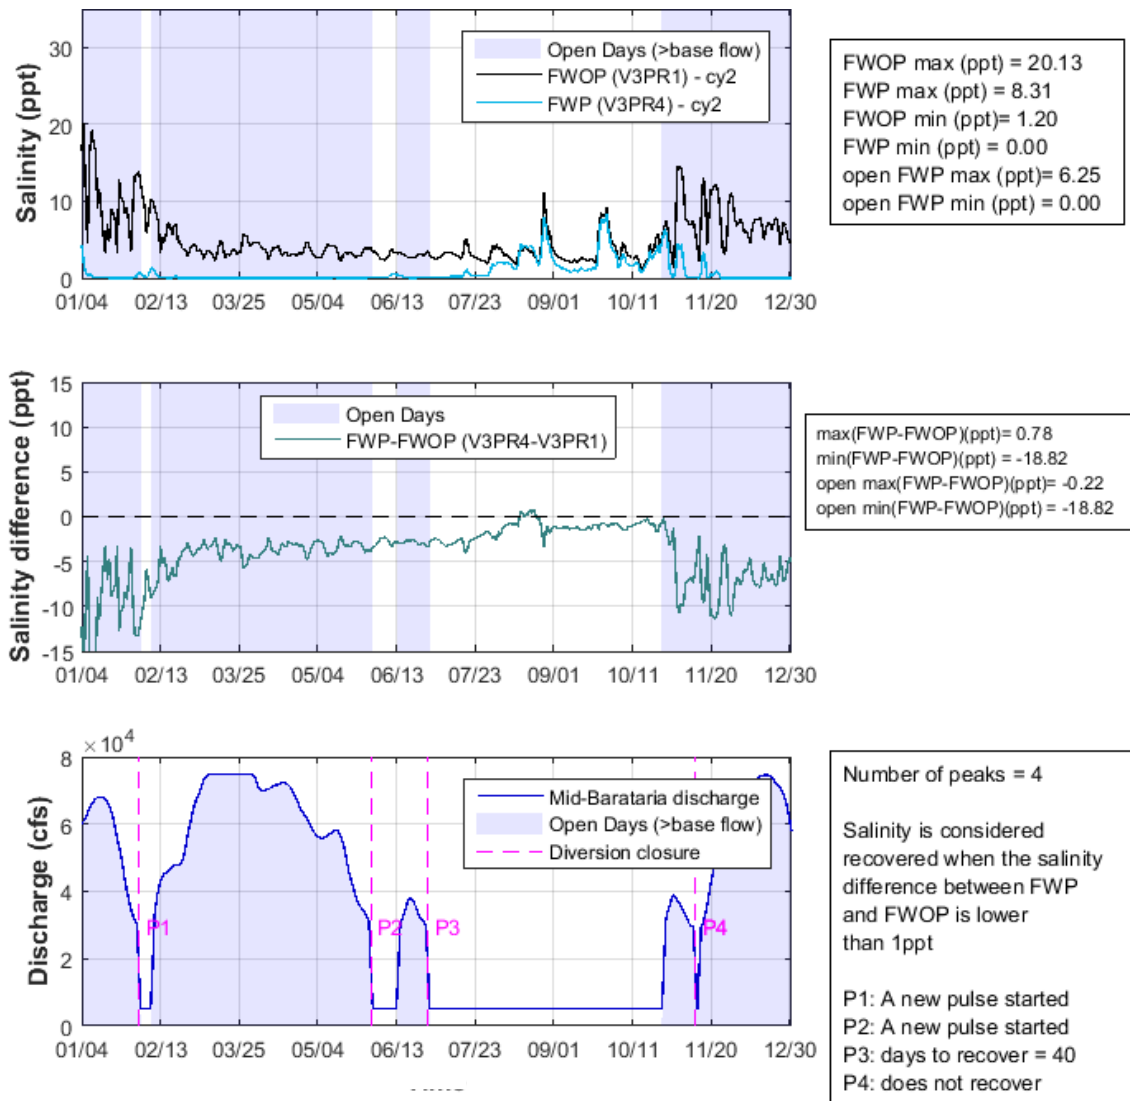 35
30
20
10
0
Salinity (ppt)
Open Days (>base flow)
FWOP (V3PR1) - cy2
FWP (V3PR4) - cy2
01/04 02/13 03/25 05/04 06/13 07/23 09/01 10/11 11/20 12/30
FWOP max (ppt) = 20.13
FWP max (ppt) = 8.31
FWOP min (ppt)= 1.20
FWP min (ppt) = 0.00
open FWP max (ppt)= 6.25
open FWP min (ppt) = 0.00
15
10
5
0
-5
-10
-15
Salinity difference (ppt)
Open Days
FWP-FWOP (V3PR4-V3PR1)
01/04 02/13 03/25 05/04 06/13 07/23 09/01 10/11 11/20 12/30
max(FWP-FWOP)(ppt)= 0.78
min(FWP-FWOP)(ppt) = -18.82
open max(FWP-FWOP)(ppt)= -0.22
open min(FWP-FWOP)(ppt) = -18.82
×10⁴
8
6
4
2
0
Discharge (cfs)
Mid-Barataria discharge
Open Days (>base flow)
Diversion closure
P1 P2 P3 P4
01/04 02/13 03/25 05/04 06/13 07/23 09/01 10/11 11/20 12/30
Number of peaks = 4
Salinity is considered
recovered when the salinity
difference between FWP
and FWOP is lower
than 1ppt
P1: A new pulse started
P2: A new pulse started
P3: days to recover = 40
P4: does not recover